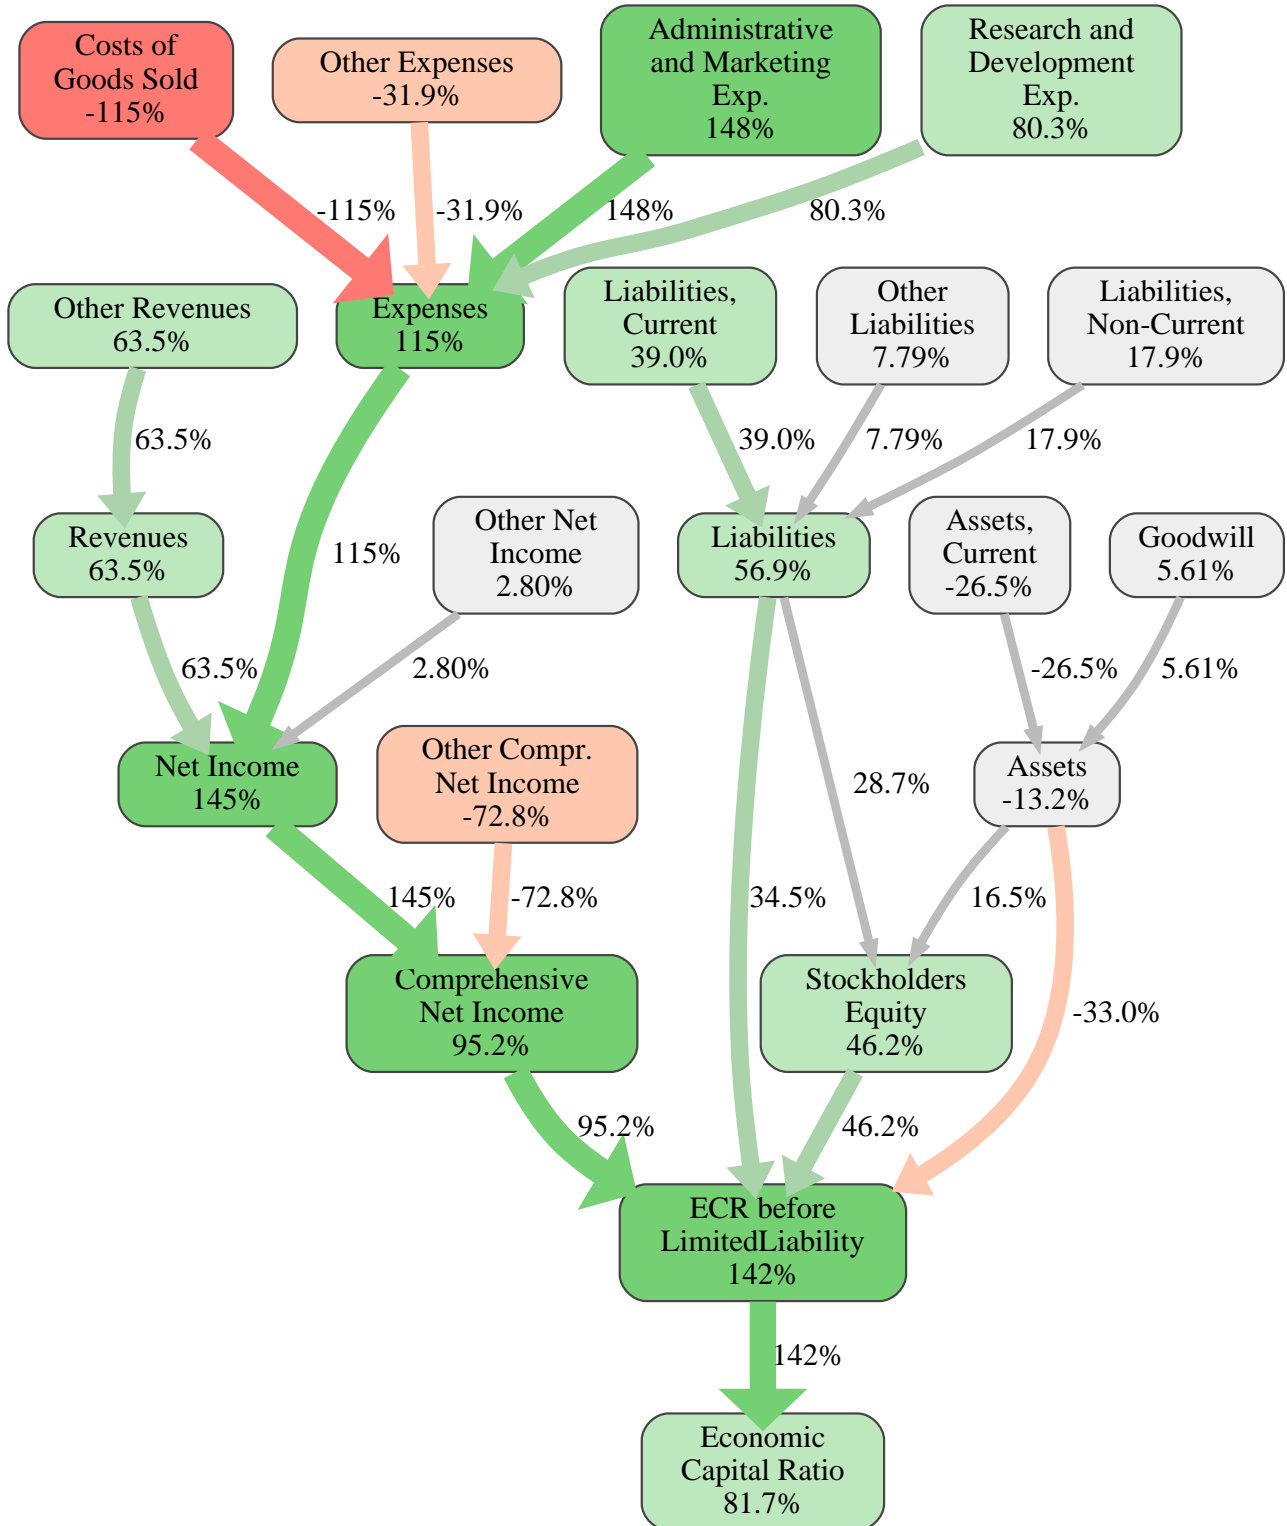 Costs of
Goods Sold
-115%
Other Expenses
-31.9%
Administrative
and Marketing
Exp.
148%
Research and
Development
Exp.
80.3%
-115%
-31.9%
148%
80.3%
Other Revenues
63.5%
Expenses
115%
Liabilities,
Current
39.0%
Other
Liabilities
7.79%
Liabilities,
Non-Current
17.9%
63.5%
39.0%
7.79%
17.9%
Revenues
63.5%
115%
Other Net
Income
2.80%
Liabilities
56.9%
Assets,
Current
-26.5%
Goodwill
5.61%
63.5%
2.80%
-26.5%
5.61%
Net Income
145%
Other Compr.
Net Income
-72.8%
28.7%
Assets
-13.2%
145%
-72.8%
34.5%
16.5%
Comprehensive
Net Income
95.2%
Stockholders
Equity
46.2%
-33.0%
95.2%
46.2%
ECR before
LimitedLiability
142%
142%
Economic
Capital Ratio
81.7%